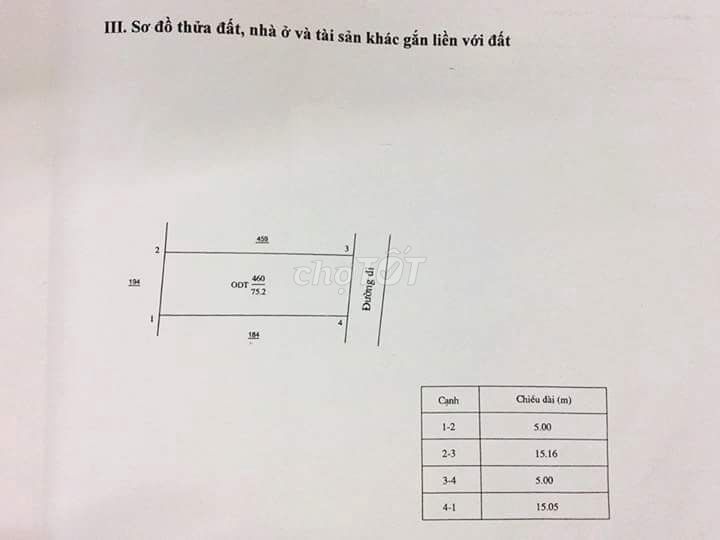 III. Sơ đồ thửa đất, nhà ở và tài sản khác gắn liền với đất
459
2
3
194
ODT 460
75.2
chợTỐT
Đường đi
1
4
184
Cạnh Chiều dài (m)
1-2 5.00
2-3 15.16
3-4 5.00
4-1 15.05